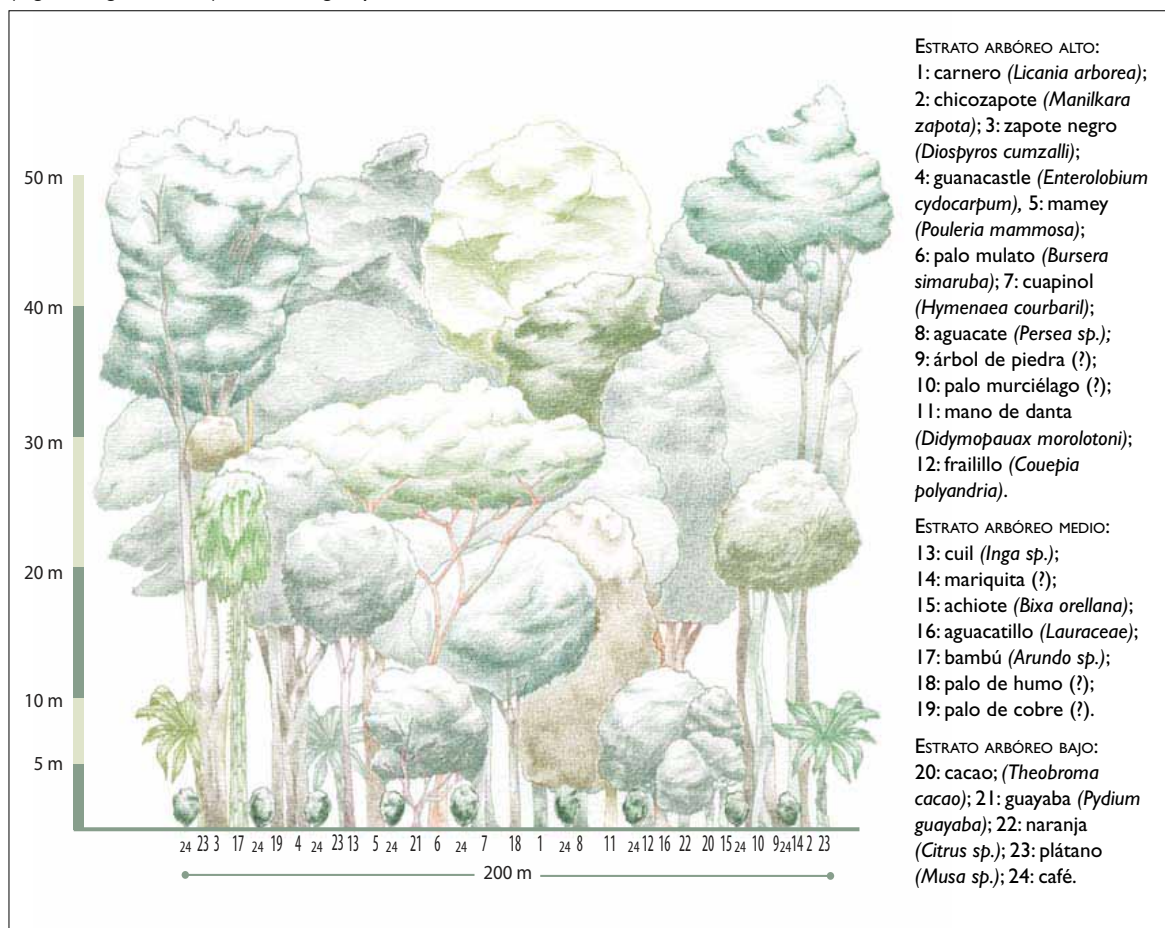 ESTRATO ARBÓREO ALTO:
1: carnero (Licania arborea);
2: chicozapote (Manilkara
zapota); 3: zapote negro
(Diospyros cumzalli);
4: guanacastle (Enterolobium
cydocarpum), 5: mamey
(Pouleria mammosa);
6: palo mulato (Bursera
simaruba); 7: cuapinol
(Hymenaea courbaril);
8: aguacate (Persea sp.);
9: árbol de piedra (?);
10: palo murciélago (?);
11: mano de danta
(Didymopauax morolotoni);
12: frailillo (Couepia
polyandria).
ESTRATO ARBÓREO MEDIO:
13: cuil (Inga sp.);
14: mariquita (?);
15: achiote (Bixa orellana);
16: aguacatillo (Lauraceae);
17: bambú (Arundo sp.);
18: palo de humo (?);
19: palo de cobre (?).
ESTRATO ARBÓREO BAJO:
20: cacao; (Theobroma
cacao); 21: guayaba (Pydium
guayaba); 22: naranja
(Citrus sp.); 23: plátano
(Musa sp.); 24: café.
50 m
40 m
30 m
20 m
10 m
5 m
24 23 3 17 24 19 4 24 23 13 5 24 21 6 24 7 18 1 24 8 11 24 12 16 22 20 15 24 10 9 24 14 2 23
200 m